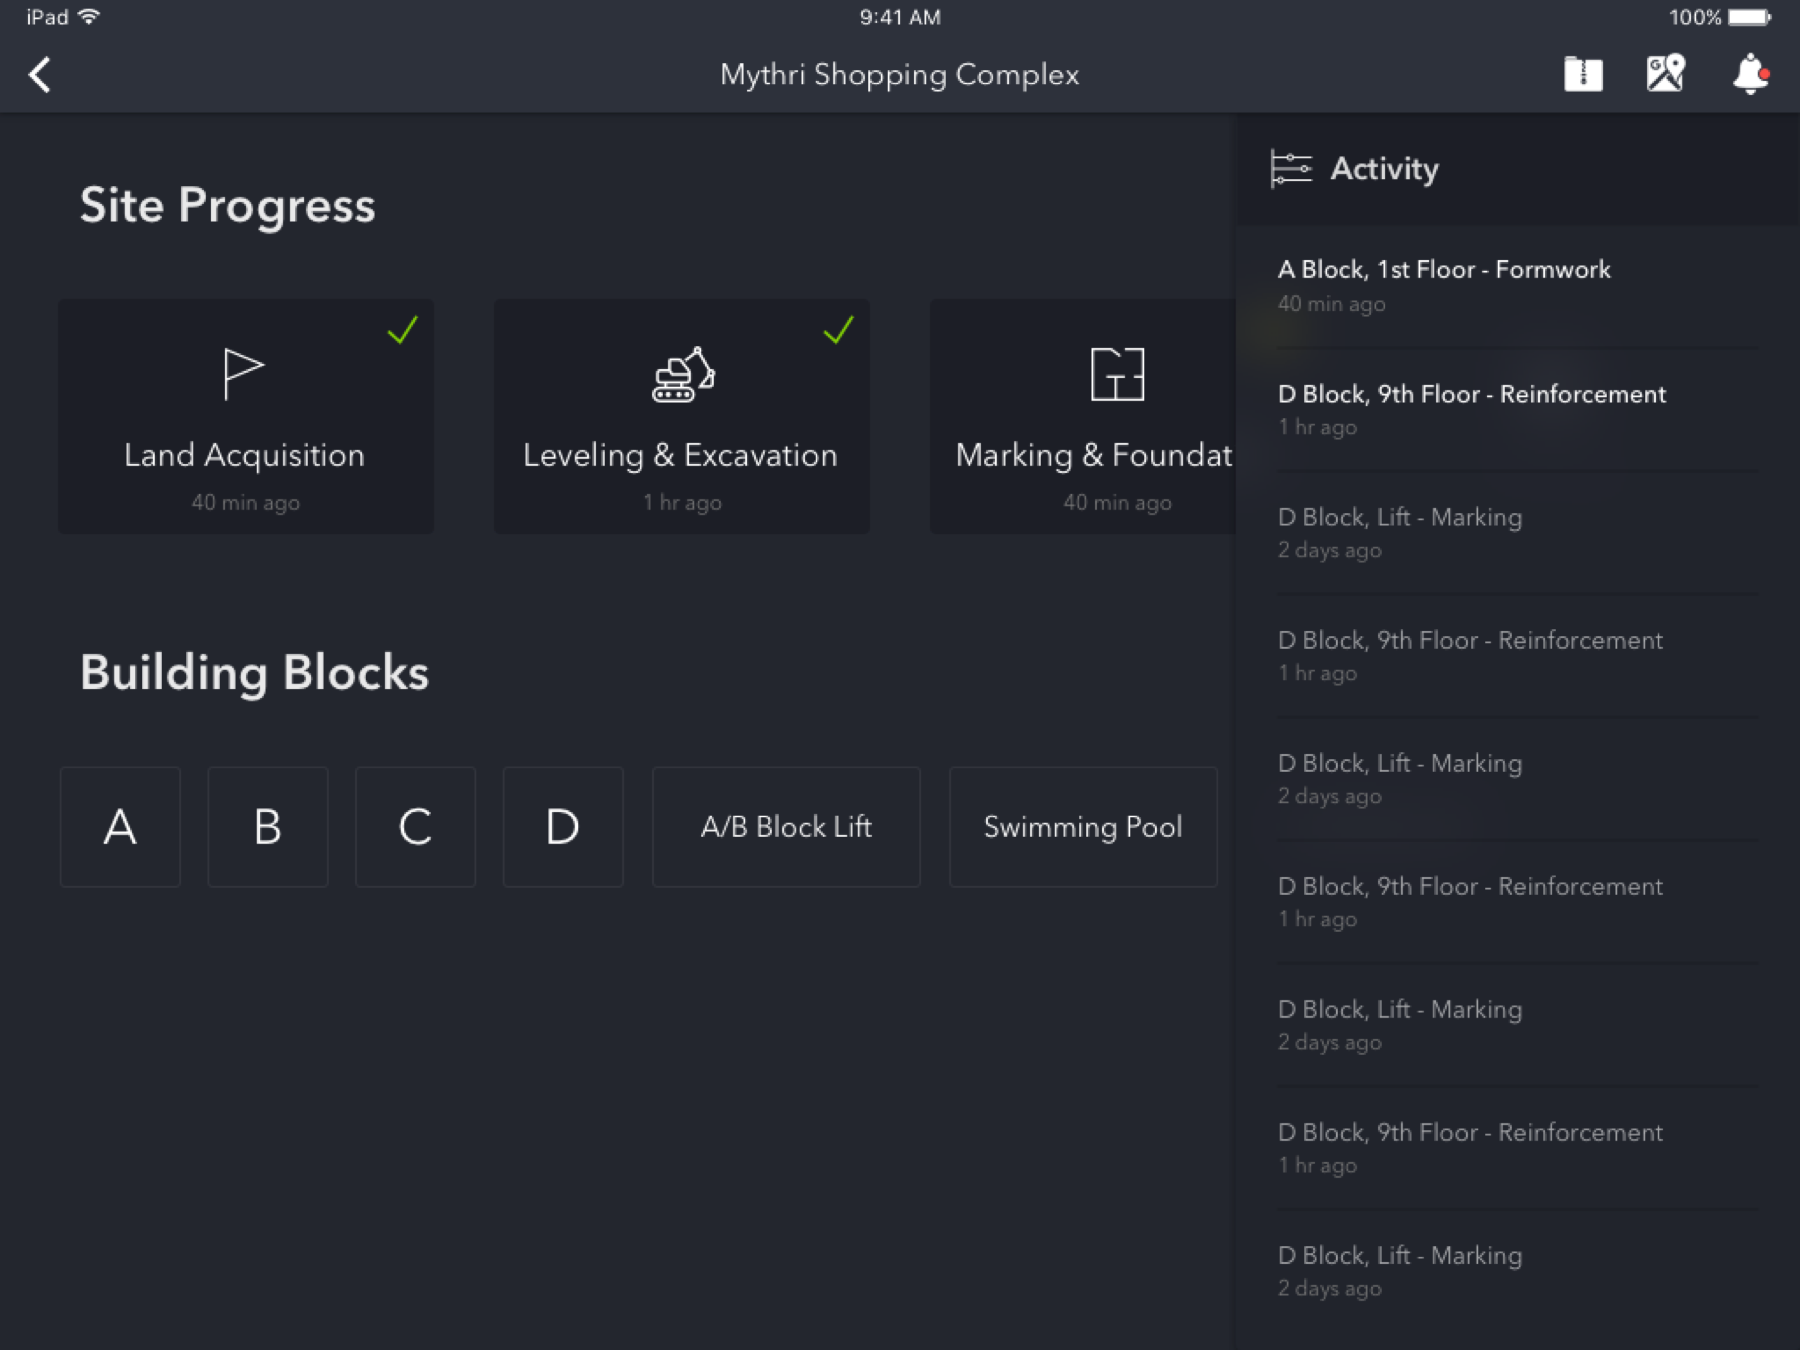 iPad
9:41 AM
100%
Mythri Shopping Complex
Site Progress
Land Acquisition
40 min ago
Leveling & Excavation
1 hr ago
Marking & Foundat
40 min ago
Building Blocks
A
B
C
D
A/B Block Lift
Swimming Pool
Activity
A Block, 1st Floor - Formwork
40 min ago
D Block, 9th Floor - Reinforcement
1 hr ago
D Block, Lift - Marking
2 days ago
D Block, 9th Floor - Reinforcement
1 hr ago
D Block, Lift - Marking
2 days ago
D Block, 9th Floor - Reinforcement
1 hr ago
D Block, Lift - Marking
2 days ago
D Block, 9th Floor - Reinforcement
1 hr ago
D Block, Lift - Marking
2 days ago